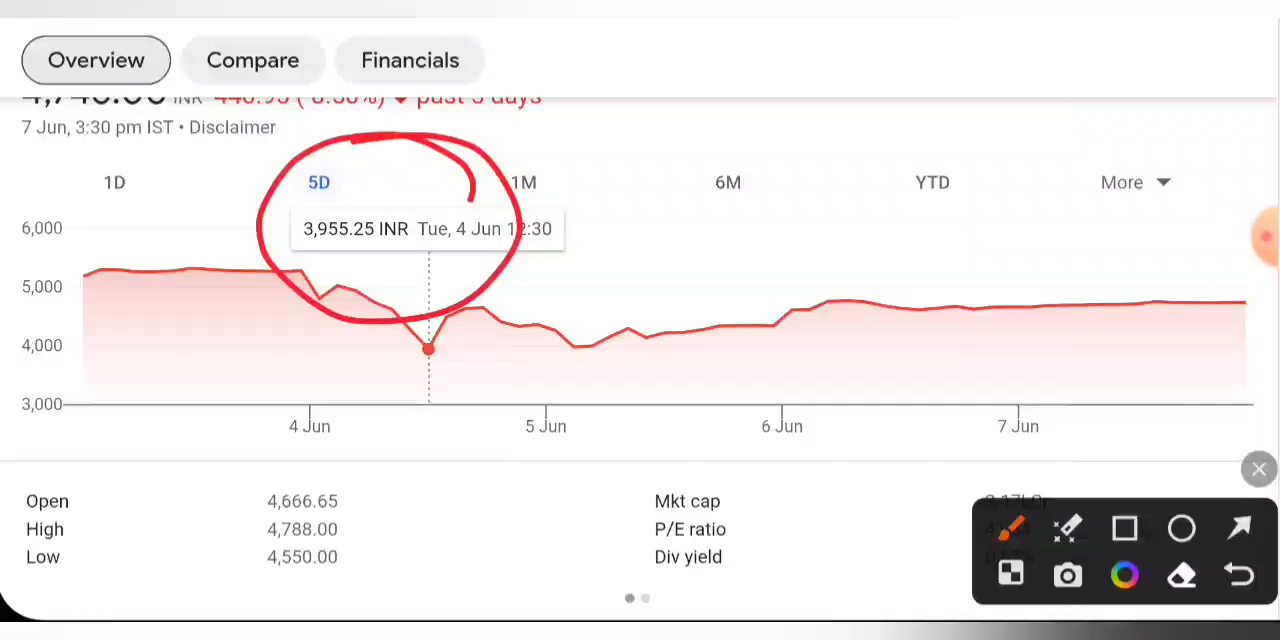 Overview Compare Financials
INR past 5 days
7 Jun, 3:30 pm IST • Disclaimer
1D 5D 1M 6M YTD More
3,955.25 INR Tue, 4 Jun 12:30
6,000
5,000
4,000
3,000
4 Jun 5 Jun 6 Jun 7 Jun
Open 4,666.65 Mkt cap
High 4,788.00 P/E ratio
Low 4,550.00 Div yield